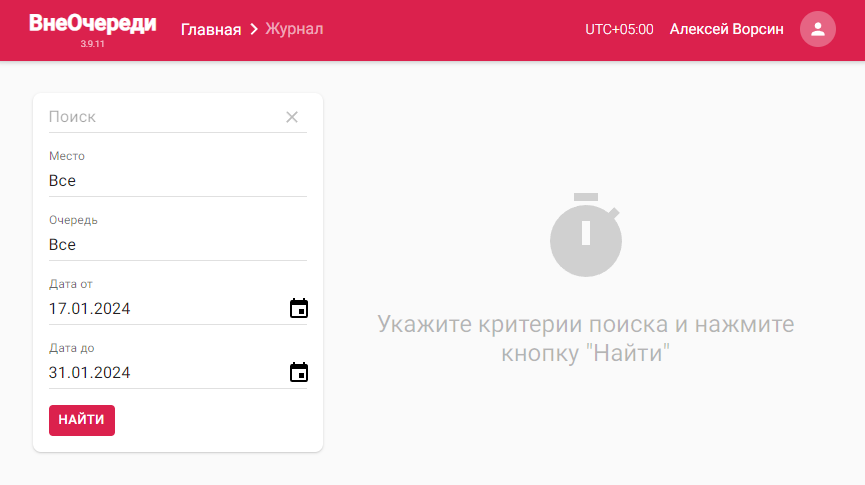 ВнеОчереди
3.9.11
Главная
Журнал
UTC+05:00
Алексей Ворсин
Поиск
Место
Все
Очередь
Все
Дата от
17.01.2024
Дата до
31.01.2024
НАЙТИ
Укажите критерии поиска и нажмите
кнопку "Найти"